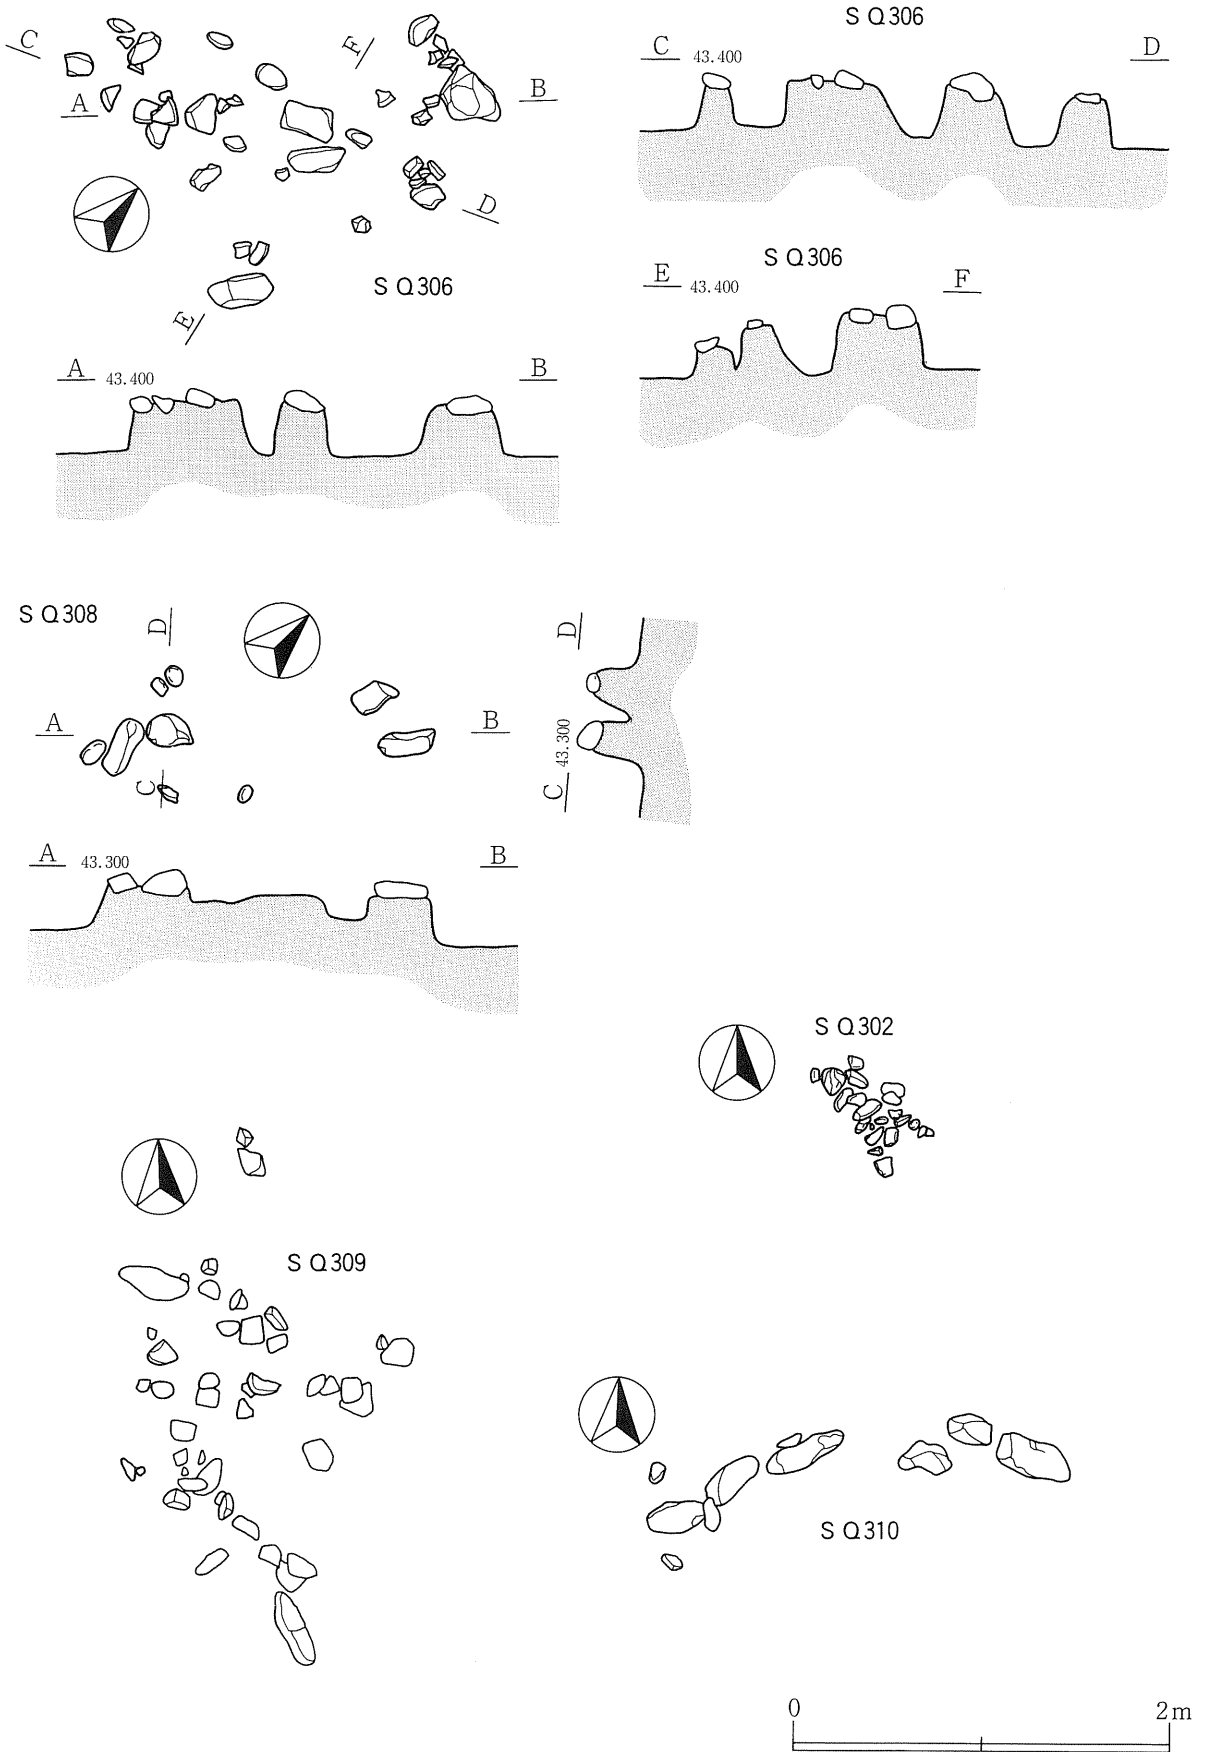 S Q306
C 43.400 D
C F
A B
D
E
S Q306
S Q306
E 43.400 F
A 43.400 B
S Q308
D
A B
C
D
43.300
C
A 43.300 B
S Q302
S Q309
S Q310
0 2m